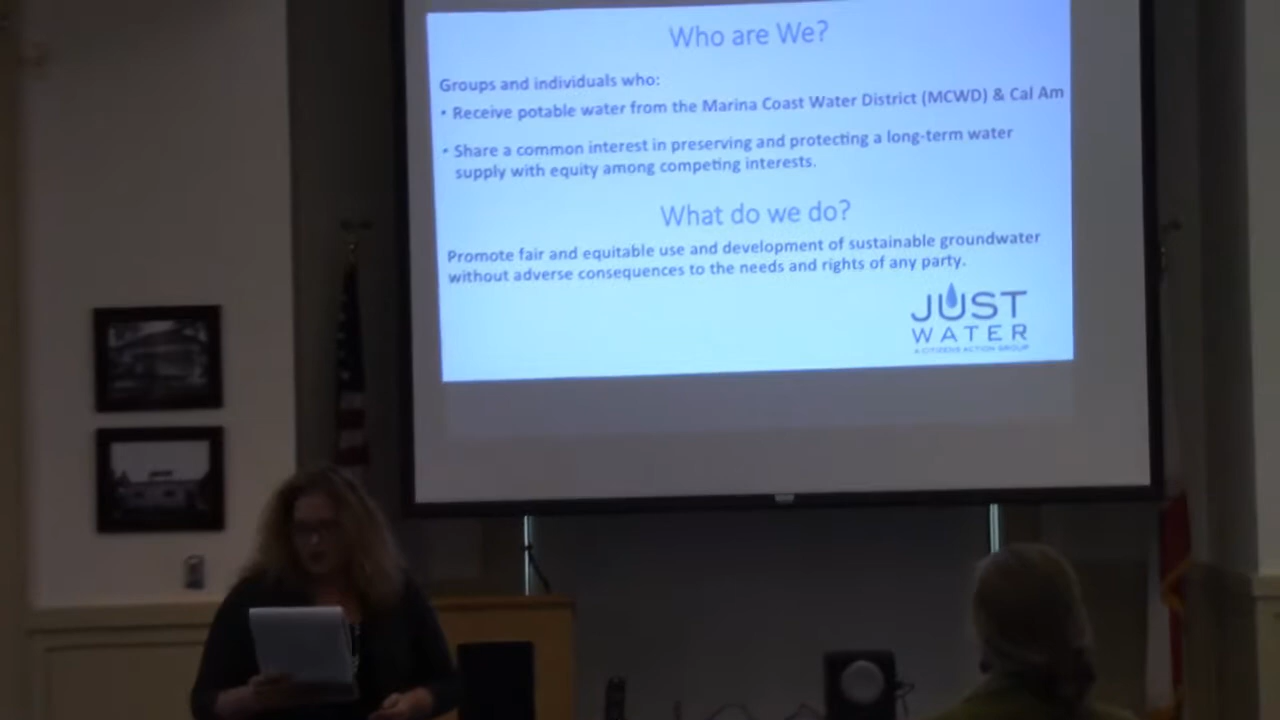 Who are We?
Groups and individuals who:
• Receive potable water from the Marina Coast Water District (MCWD) & Cal Am
• Share a common interest in preserving and protecting a long-term water
supply with equity among competing interests.
What do we do?
Promote fair and equitable use and development of sustainable groundwater
without adverse consequences to the needs and rights of any party.
JUST
WATER
A CITIZENS ACTION GROUP